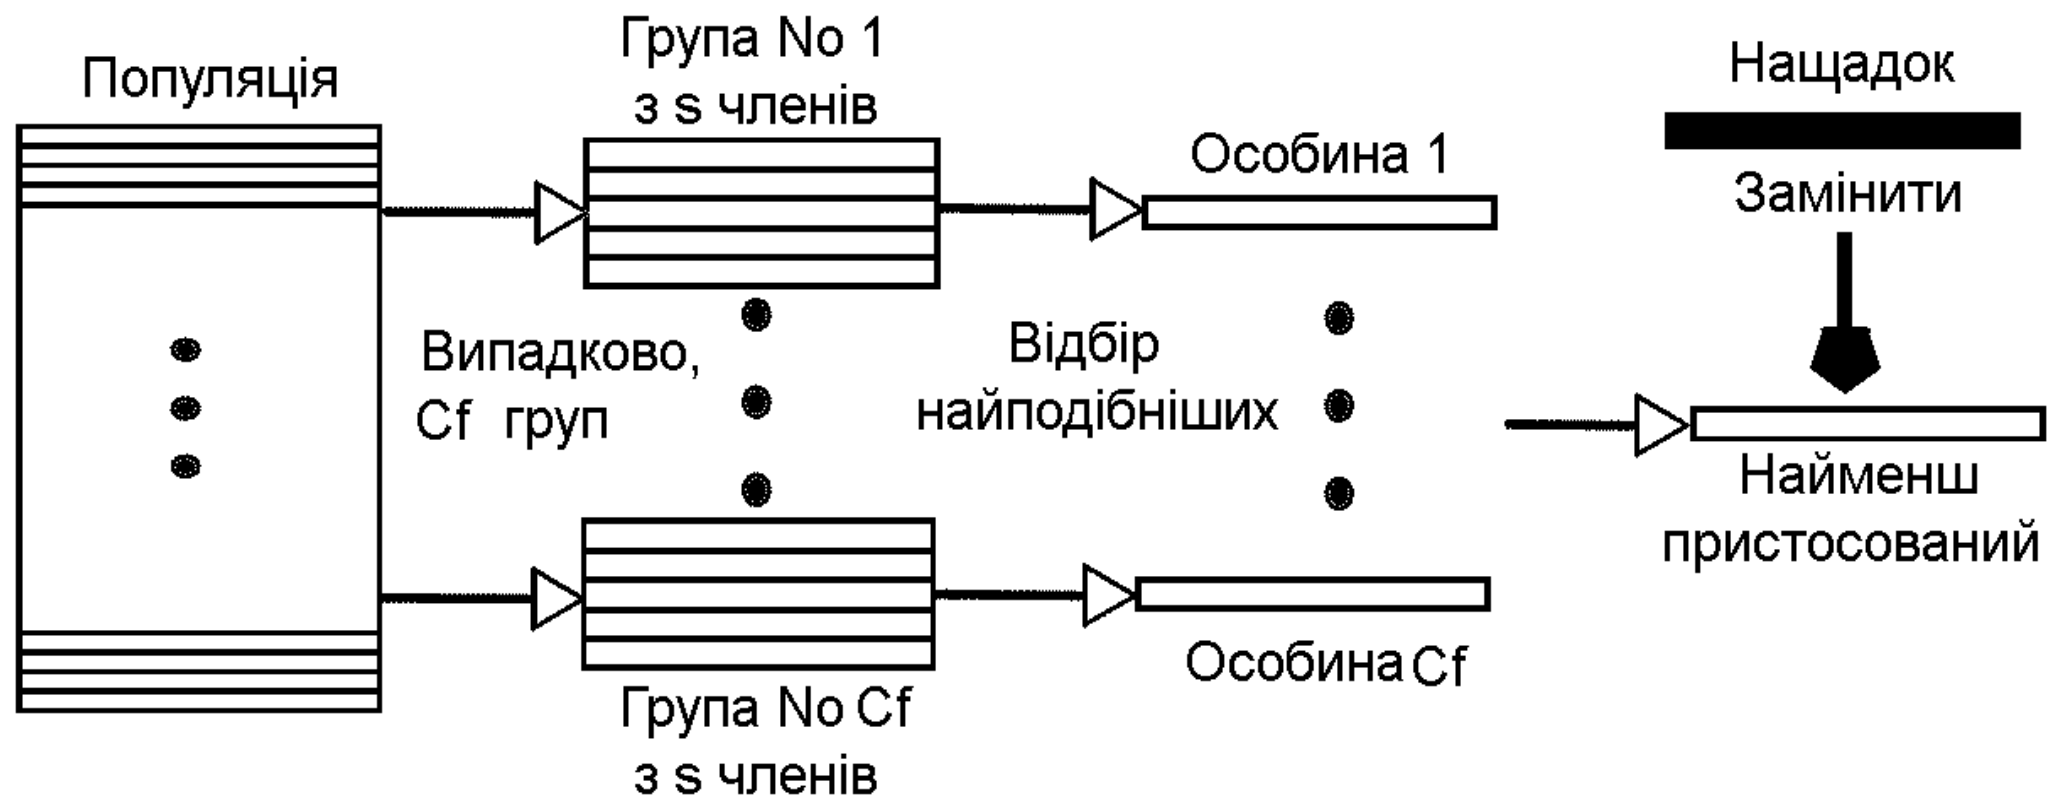 Популяція
Група No 1
з s членів
Випадково,
Cf груп
Група No Cf
з s членів
Особина 1
Відбір
найподібніших
Особина Cf
Нащадок
Замінити
Найменш
пристосований